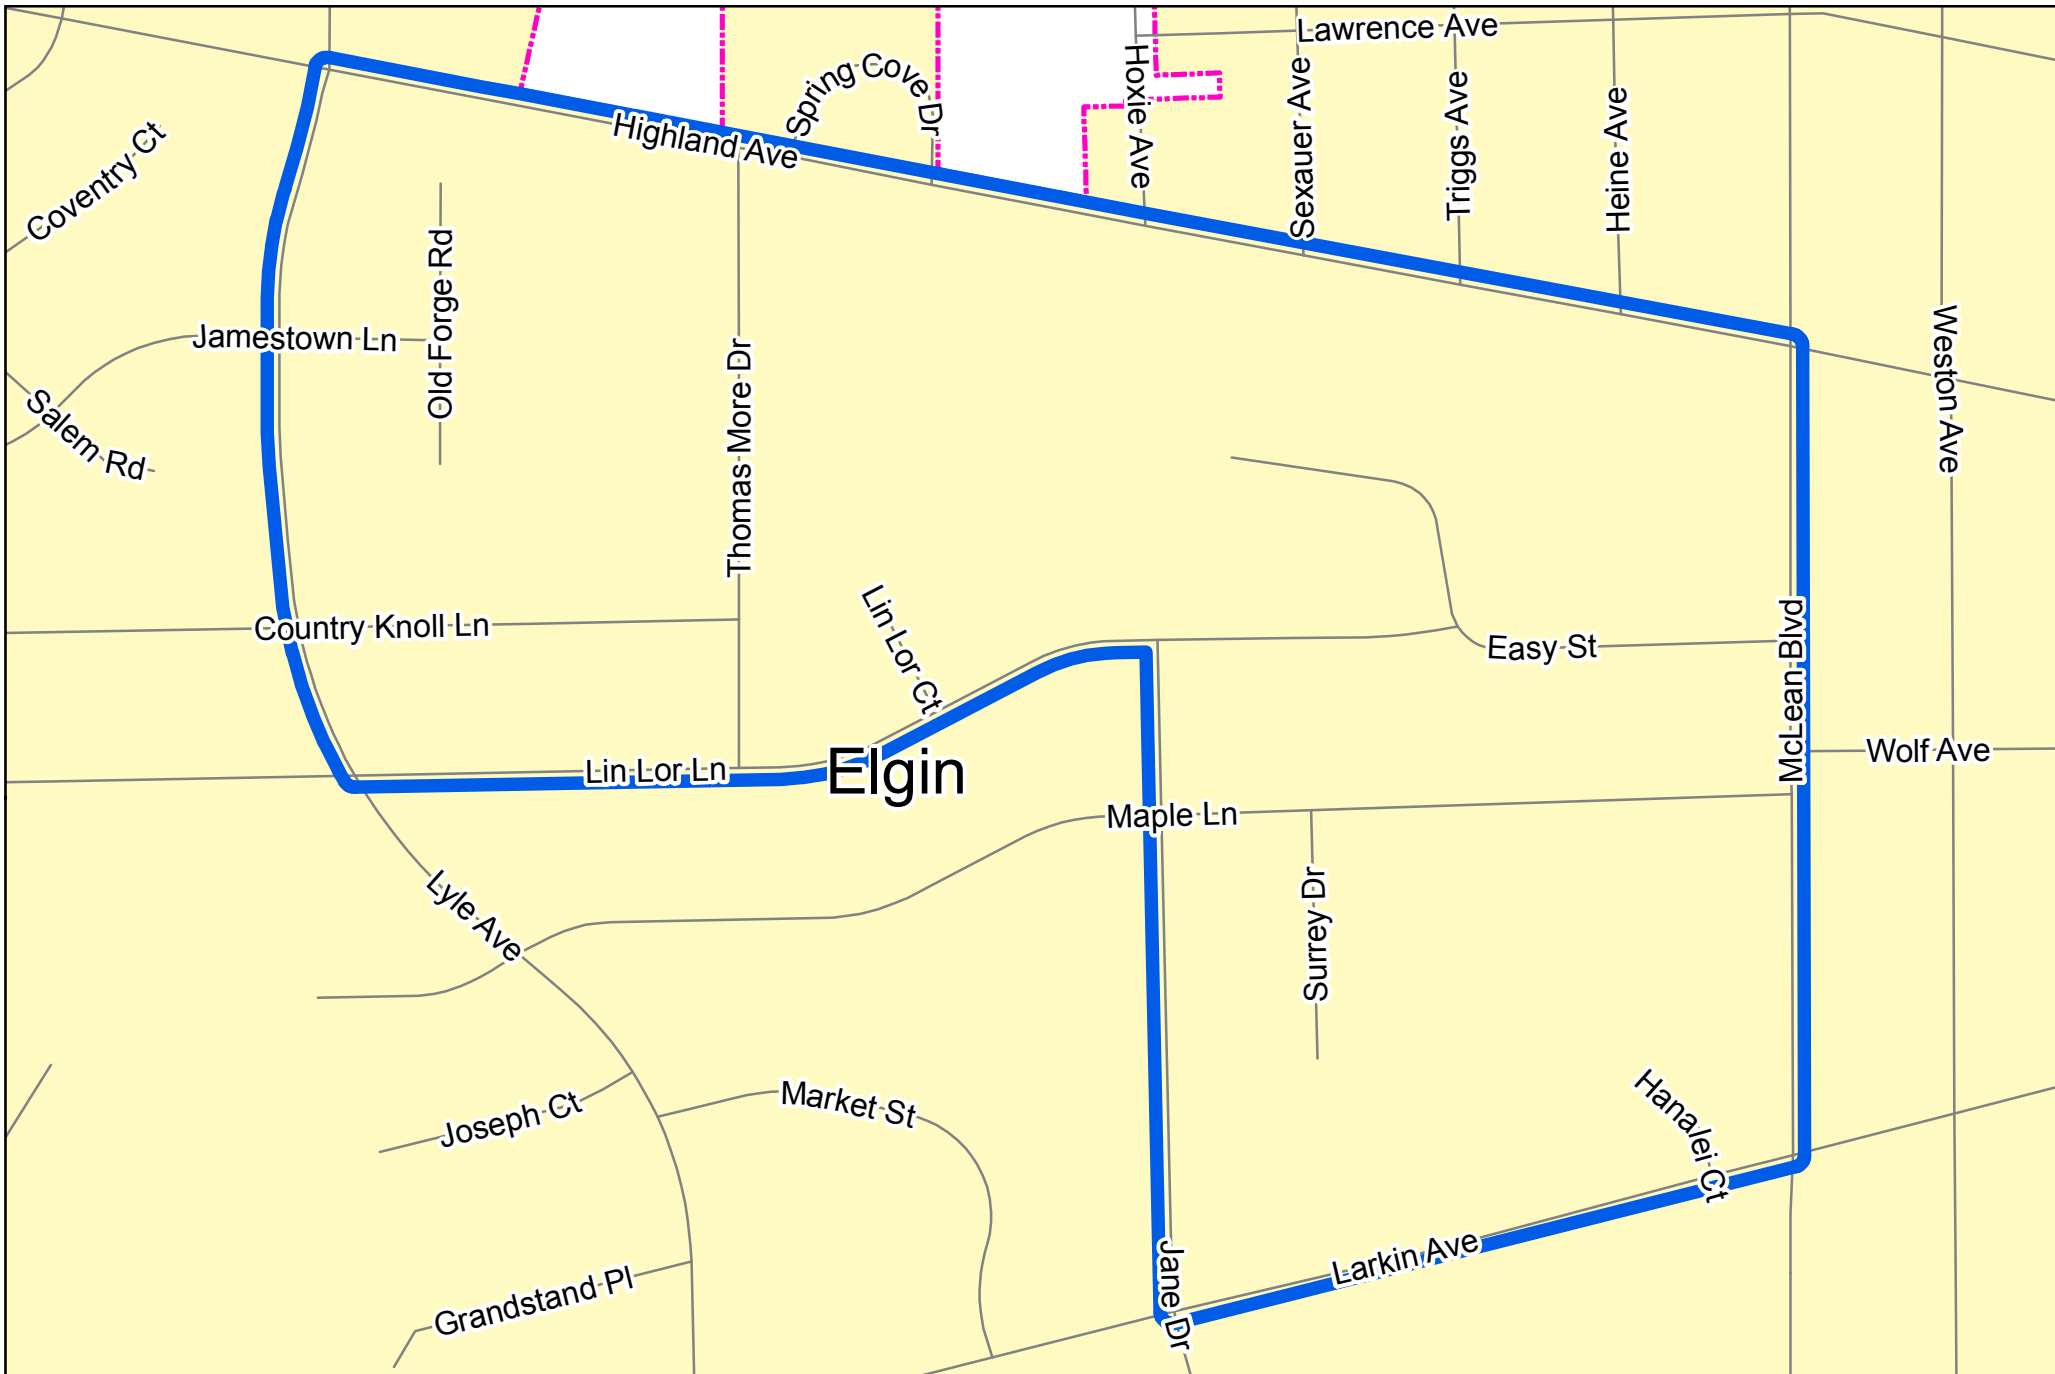 Lawrence Ave
Hoxie Ave
Sexauer Ave
Triggs Ave
Heine Ave
Spring Cove Dr
Highland Ave
Coventry Ct
Old Forge Rd
Jamestown Ln
Salem Rd
Thomas More Dr
Weston Ave
Country Knoll Ln
Lin Lor Ct
Easy St
McLean Blvd
Wolf Ave
Lin Lor Ln
Elgin
Maple Ln
Lyle Ave
Surrey Dr
Joseph Ct
Market St
Hanalei Ct
Grandstand Pl
Jane Dr
Larkin Ave